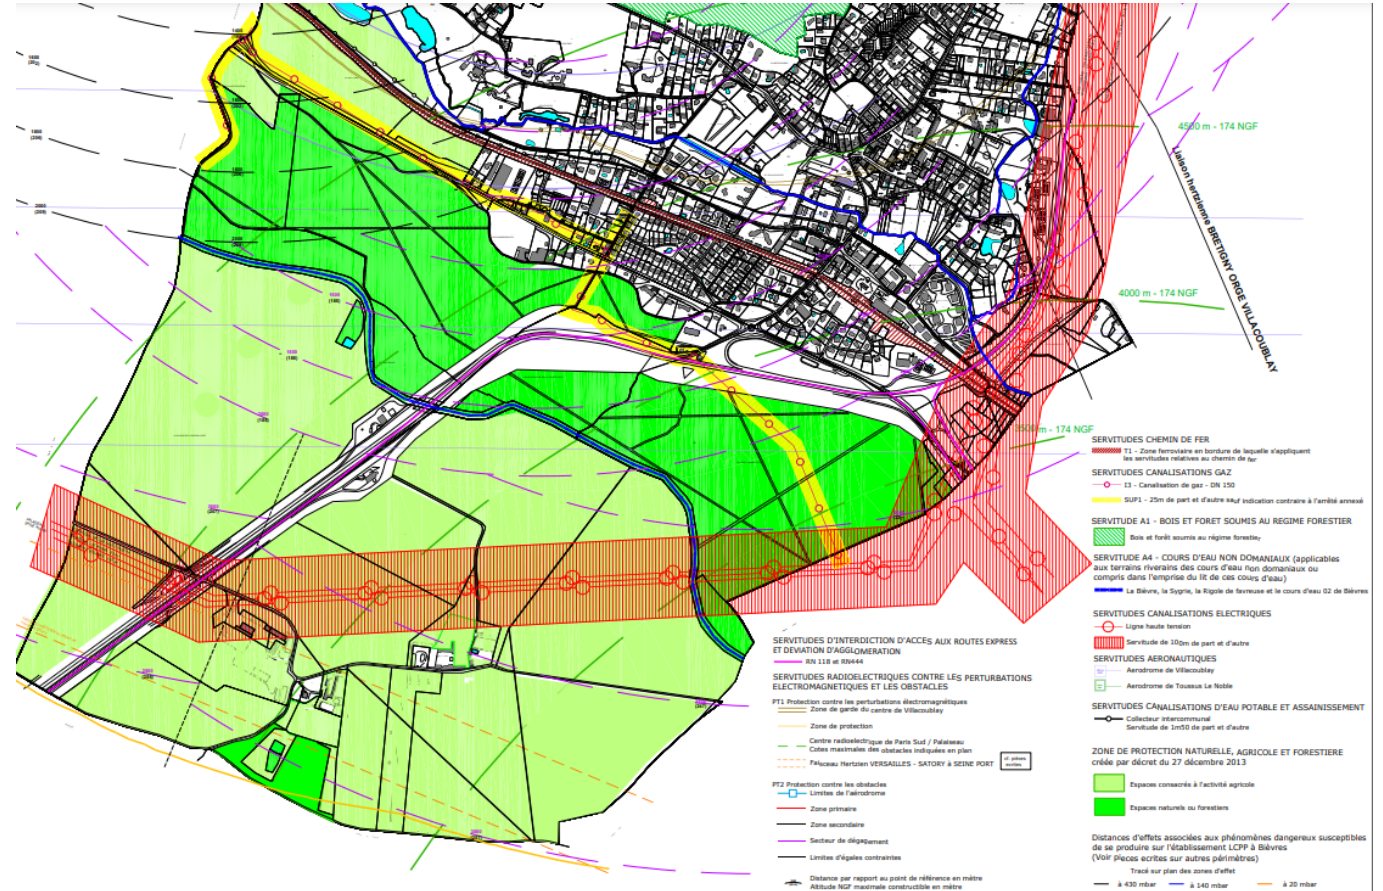 4500 m - 174 NGF
Liaison hertzienne BRETIGNY ORGE VILLACOUBLAY
4000 m - 174 NGF
3500 m - 174 NGF
SERVITUDES CHEMIN DE FER
T1 - Zone ferroviaire en bordure de laquelle s'appliquent
les servitudes relatives au chemin de fer
SERVITUDES CANALISATIONS GAZ
I3 - Canalisation de gaz - DN 150
SUP1 - 25m de part et d'autre sauf indication contraire à l'arrêté annexé
SERVITUDE A1 - BOIS ET FORET SOUMIS AU REGIME FORESTIER
Bois et forêt soumis au régime forestier
SERVITUDE A4 - COURS D'EAU NON DOMANIAUX (applicables
aux terrains riverains des cours d'eau non domaniaux ou
compris dans l'emprise du lit de ces cours d'eau)
La Bièvre, la Sygrie, la Rigole de favreuse et le cours d'eau 02 de Bièvres
SERVITUDES CANALISATIONS ELECTRIQUES
Ligne haute tension
Servitude de 100m de part et d'autre
SERVITUDES AERONAUTIQUES
Aerodrome de Villacoublay
Aerodrome de Toussus Le Noble
SERVITUDES CANALISATIONS D'EAU POTABLE ET ASSAINISSEMENT
Collecteur intercommunal
Servitude de 1m50 de part et d'autre
ZONE DE PROTECTION NATURELLE, AGRICOLE ET FORESTIERE
créée par décret du 27 décembre 2013
Espaces consacrés à l'activité agricole
Espaces naturels ou forestiers
Distances d'effets associées aux phénomènes dangereux susceptibles
de se produire sur l'établissement LCPP à Bièvres
(Voir pieces ecrites sur autres périmètres)
Tracé sur plan des zones d'effet
à 430 mbar
à 140 mbar
à 20 mbar
SERVITUDES D'INTERDICTION D'ACCES AUX ROUTES EXPRESS
ET DEVIATION D'AGGLOMERATION
RN 118 et RN444
SERVITUDES RADIOELECTRIQUES CONTRE LES PERTURBATIONS
ELECTROMAGNETIQUES ET LES OBSTACLES
PT1 Protection contre les perturbations électromagnétiques
Zone de garde du centre de Villacoublay
Zone de protection
Centre radioelectrique de Paris Sud / Palaiseau
Cotes maximales des obstacles indiquées en plan
Faisceau Hertzien VERSAILLES - SATORY à SEINE PORT
cf. pièces
écrites
PT2 Protection contre les obstacles
Limites de l'aérodrome
Zone primaire
Zone secondaire
Secteur de dégagement
Limites d'égales contraintes
Distance par rapport au point de référence en mètre
Altitude NGF maximale constructible en mètre